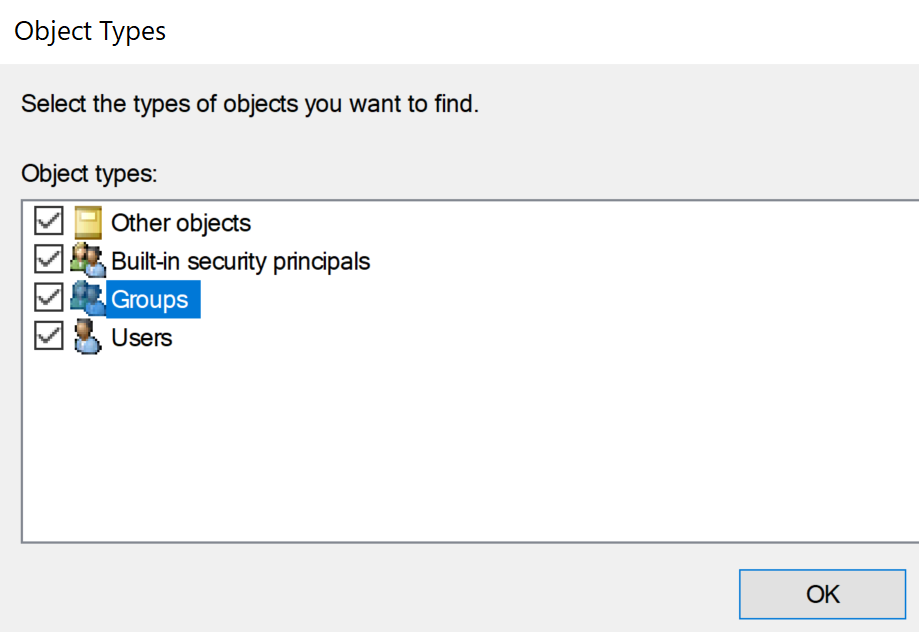 Object Types
Select the types of objects you want to find.
Object types:
Other objects
Built-in security principals
Groups
Users
OK